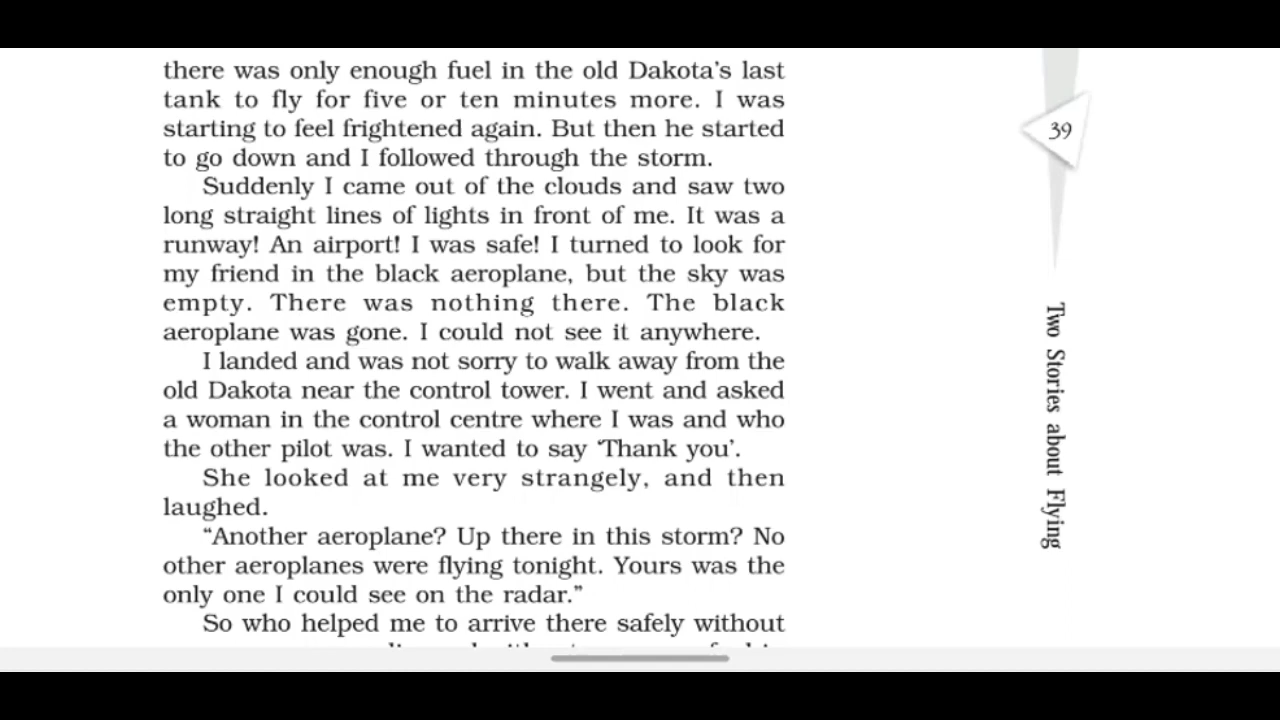 there was only enough fuel in the old Dakota's last
tank to fly for five or ten minutes more. I was
starting to feel frightened again. But then he started
to go down and I followed through the storm.
Suddenly I came out of the clouds and saw two
long straight lines of lights in front of me. It was a
runway! An airport! I was safe! I turned to look for
my friend in the black aeroplane, but the sky was
empty. There was nothing there. The black
aeroplane was gone. I could not see it anywhere.
I landed and was not sorry to walk away from the
old Dakota near the control tower. I went and asked
a woman in the control centre where I was and who
the other pilot was. I wanted to say ‘Thank you’.
She looked at me very strangely, and then
laughed.
“Another aeroplane? Up there in this storm? No
other aeroplanes were flying tonight. Yours was the
only one I could see on the radar.”
So who helped me to arrive there safely without
39
Two Stories about Flying